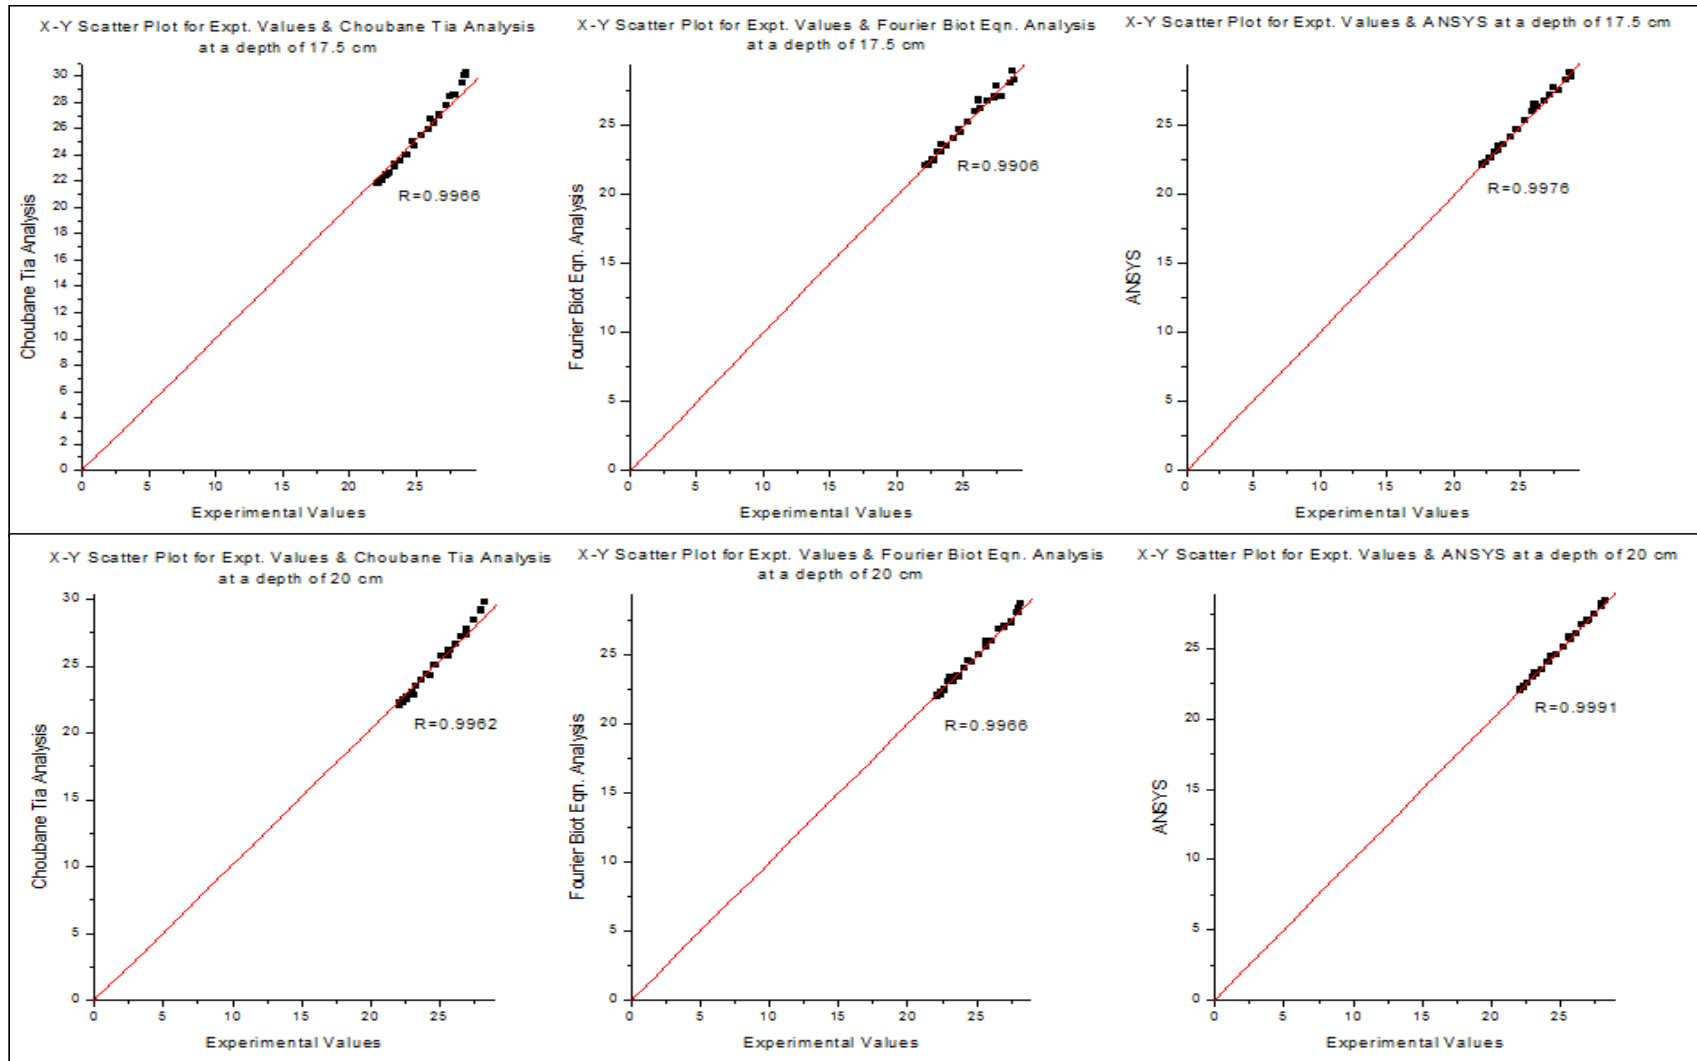 X-Y Scatter Plot for Expt. Values & Choubane Tia Analysis
at a depth of 17.5 cm
30
28
26
24
22
20
18
16
14
12
10
8
6
4
2
0
Choubane Tia Analysis
R=0.9966
0 5 10 15 20 25
Experimental Values
X-Y Scatter Plot for Expt. Values & Fourier Biot Eqn. Analysis
at a depth of 17.5 cm
25
20
15
10
5
0
Fourier Biot Eqn. Analysis
R=0.9906
0 5 10 15 20 25
Experimental Values
X-Y Scatter Plot for Expt. Values & ANSYS at a depth of 17.5 cm
25
20
15
10
5
0
ANSYS
R=0.9976
0 5 10 15 20 25
Experimental Values
X-Y Scatter Plot for Expt. Values & Choubane Tia Analysis
at a depth of 20 cm
30
25
20
15
10
5
0
Choubane Tia Analysis
R=0.9962
0 5 10 15 20 25
Experimental Values
X-Y Scatter Plot for Expt. Values & Fourier Biot Eqn. Analysis
at a depth of 20 cm
25
20
15
10
5
0
Fourier Biot Eqn. Analysis
R=0.9966
0 5 10 15 20 25
Experimental Values
X-Y Scatter Plot for Expt. Values & ANSYS at a depth of 20 cm
25
20
15
10
5
0
ANSYS
R=0.9991
0 5 10 15 20 25
Experimental Values